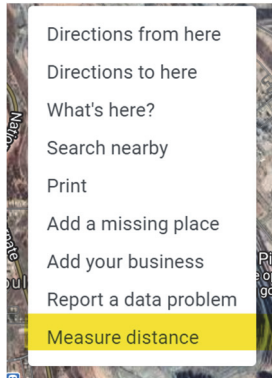 Directions from here
Directions to here
What's here?
Search nearby
Print
Add a missing place
Add your business
Report a data problem
Measure distance